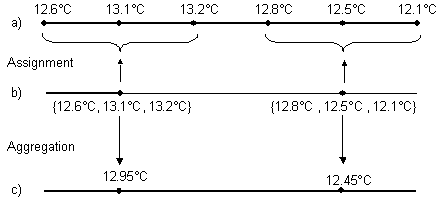 12.6°C 13.1°C 13.2°C 12.8°C 12.5°C 12.1°C
a)
Assignment
b)
{12.6°C , 13.1°C , 13.2°C} {12.8°C , 12.5°C , 12.1°C}
Aggregation
12.95°C 12.45°C
c)